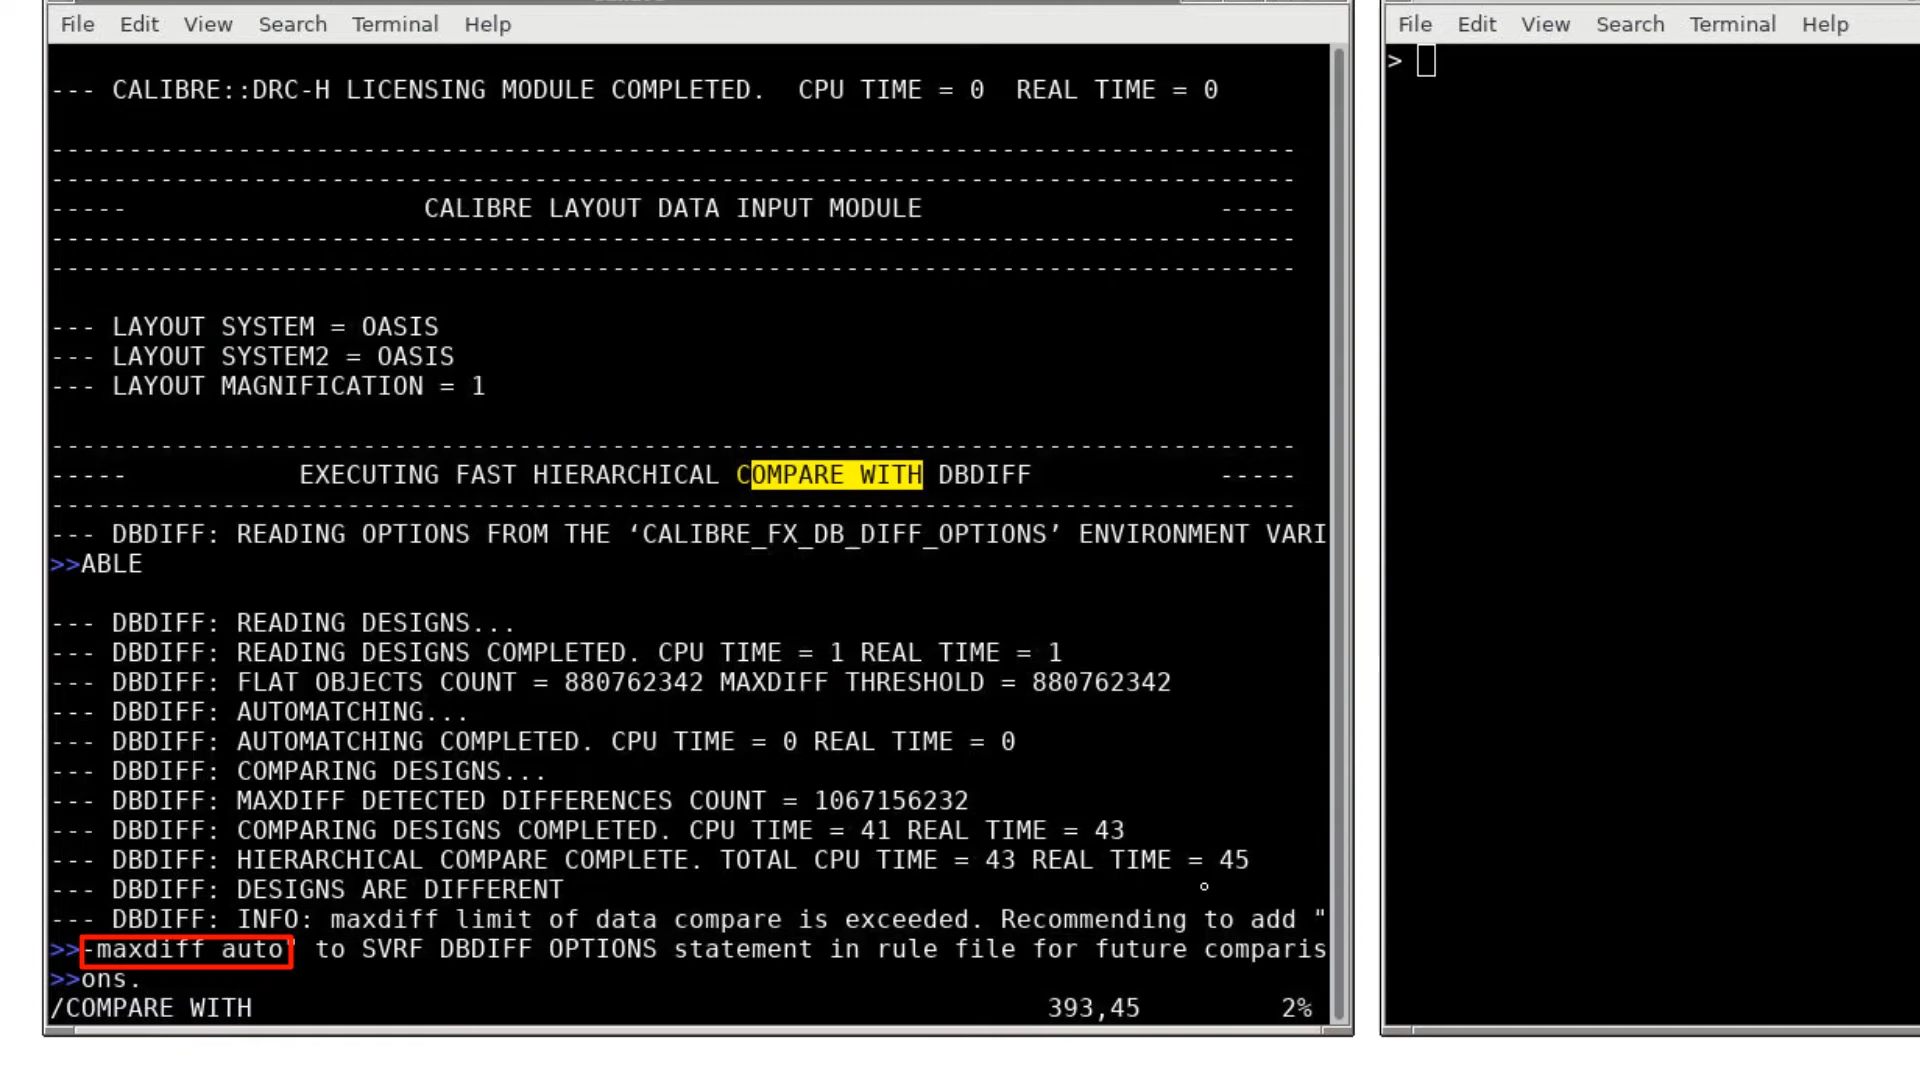 File Edit View Search Terminal Help
--- CALIBRE::DRC-H LICENSING MODULE COMPLETED.  CPU TIME = 0  REAL TIME = 0
--------------------------------------------------------------------------------
--------------------------------------------------------------------------------
-----                   CALIBRE LAYOUT DATA INPUT MODULE                   -----
--------------------------------------------------------------------------------
--------------------------------------------------------------------------------
--- LAYOUT SYSTEM = OASIS
--- LAYOUT SYSTEM2 = OASIS
--- LAYOUT MAGNIFICATION = 1
--------------------------------------------------------------------------------
-----           EXECUTING FAST HIERARCHICAL COMPARE WITH DBDIFF            -----
--------------------------------------------------------------------------------
--- DBDIFF: READING OPTIONS FROM THE ‘CALIBRE_FX_DB_DIFF_OPTIONS’ ENVIRONMENT VARI
>>ABLE
--- DBDIFF: READING DESIGNS...
--- DBDIFF: READING DESIGNS COMPLETED. CPU TIME = 1 REAL TIME = 1
--- DBDIFF: FLAT OBJECTS COUNT = 880762342 MAXDIFF THRESHOLD = 880762342
--- DBDIFF: AUTOMATCHING...
--- DBDIFF: AUTOMATCHING COMPLETED. CPU TIME = 0 REAL TIME = 0
--- DBDIFF: COMPARING DESIGNS...
--- DBDIFF: MAXDIFF DETECTED DIFFERENCES COUNT = 1067156232
--- DBDIFF: COMPARING DESIGNS COMPLETED. CPU TIME = 41 REAL TIME = 43
--- DBDIFF: HIERARCHICAL COMPARE COMPLETE. TOTAL CPU TIME = 43 REAL TIME = 45
--- DBDIFF: DESIGNS ARE DIFFERENT
--- DBDIFF: INFO: maxdiff limit of data compare is exceeded. Recommending to add "
>>-maxdiff auto" to SVRF DBDIFF OPTIONS statement in rule file for future comparis
>>ons.
/COMPARE WITH 393,45 2%
File Edit View Search Terminal Help
>